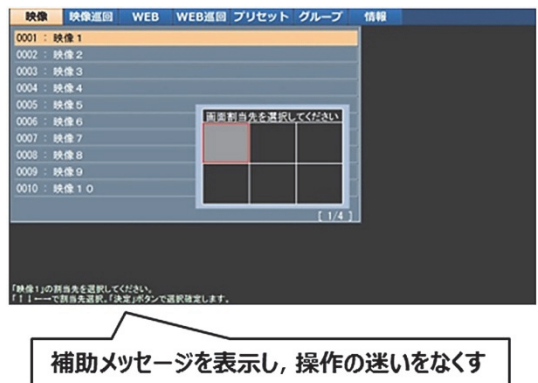 映像 映像巡回 WEB WEB巡回 プリセット グループ 情報
0001 : 映像1
0002 : 映像2
0003 : 映像3
0004 : 映像4
0005 : 映像5
0006 : 映像6
0007 : 映像7
0008 : 映像8
0009 : 映像9
0010 : 映像10
画面割当先を選択してください
[ 1/4 ]
「映像1」の割当先を選択してください。
「↑↓←→」で割当先選択、「決定」ボタンで選択確定します。
補助メッセージを表示し, 操作の迷いをなくす